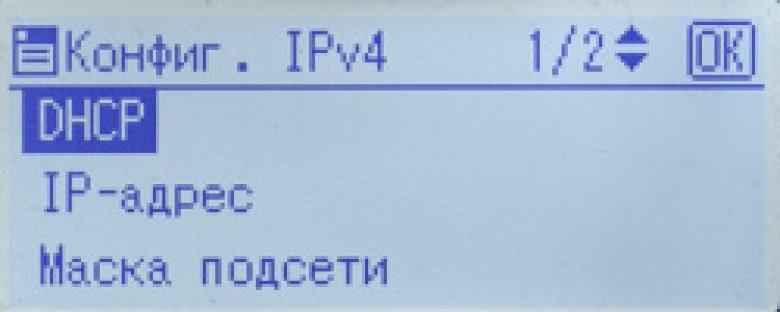 Конфиг. IPv4 1/2 OK
DHCP
IP-адрес
Маска подсети